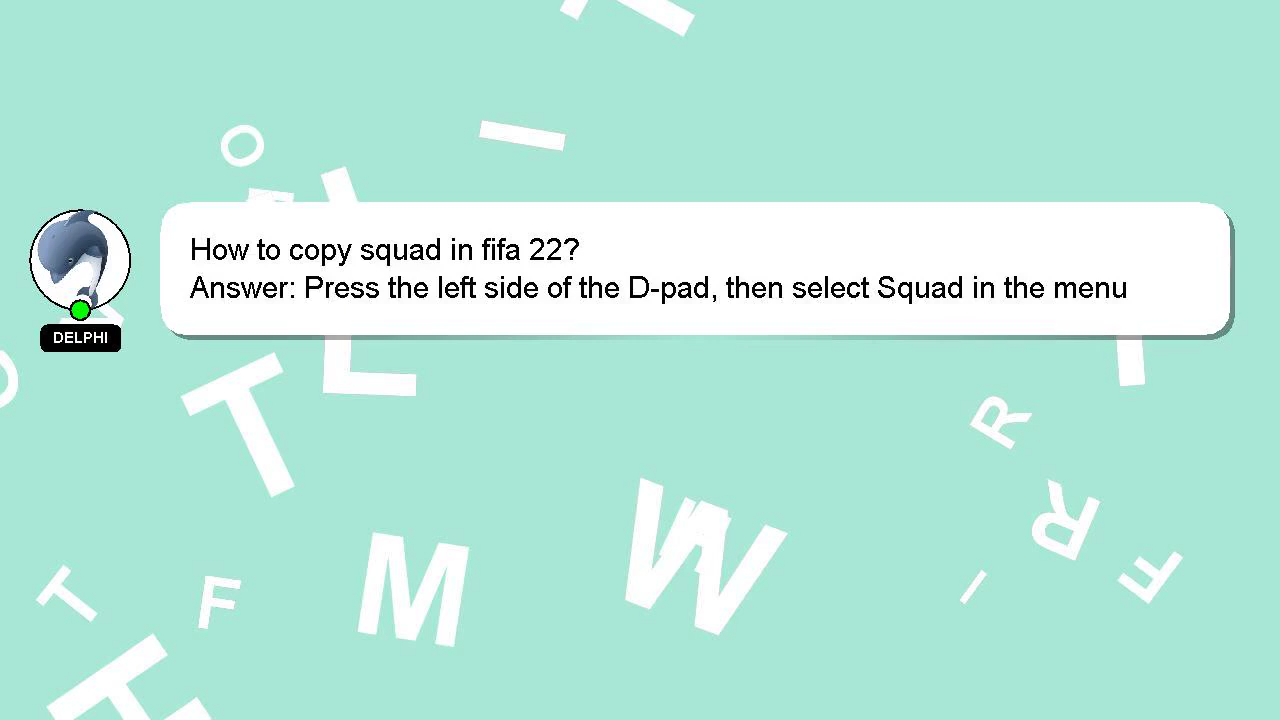 How to copy squad in fifa 22?
Answer: Press the left side of the D-pad, then select Squad in the menu
DELPHI
O
I
L
T
R
R
M
W
T
F
I
F